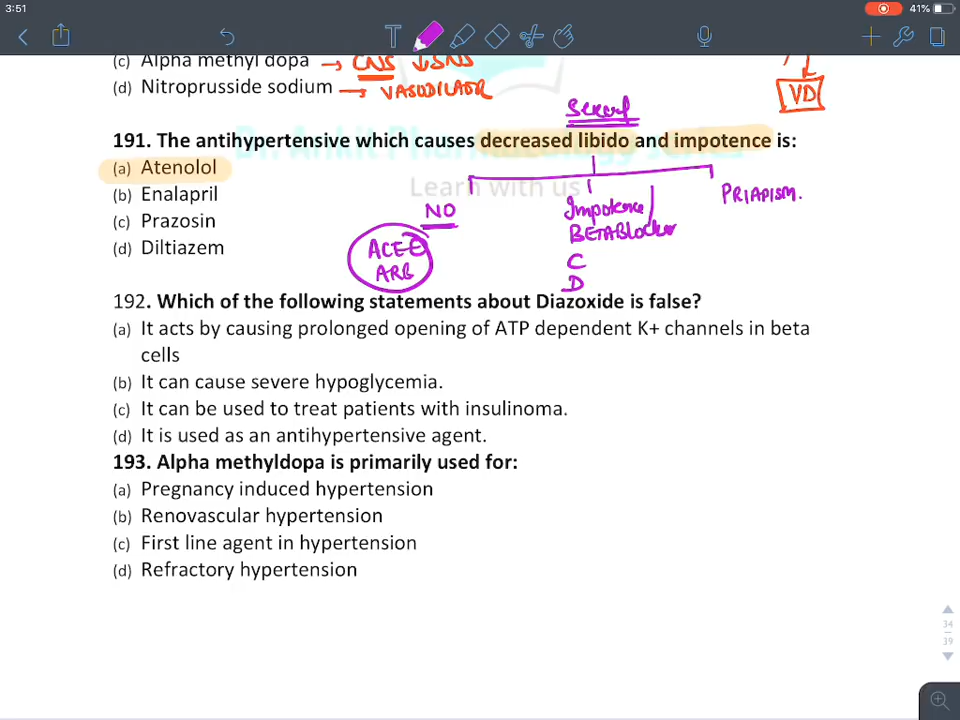 3:51
41%
(c) Alpha methyl dopa → CNS ↓SNS
(d) Nitroprusside sodium → VASODILATOR
VD
Sexual
191. The antihypertensive which causes decreased libido and impotence is:
(a) Atenolol
Learn with us
(b) Enalapril
PRIAPISM.
NO
Impotence
(c) Prazosin
BETABlocker
(d) Diltiazem
ACE
ARB
C
D
192. Which of the following statements about Diazoxide is false?
(a) It acts by causing prolonged opening of ATP dependent K+ channels in beta
cells
(b) It can cause severe hypoglycemia.
(c) It can be used to treat patients with insulinoma.
(d) It is used as an antihypertensive agent.
193. Alpha methyldopa is primarily used for:
(a) Pregnancy induced hypertension
(b) Renovascular hypertension
(c) First line agent in hypertension
(d) Refractory hypertension
34
39